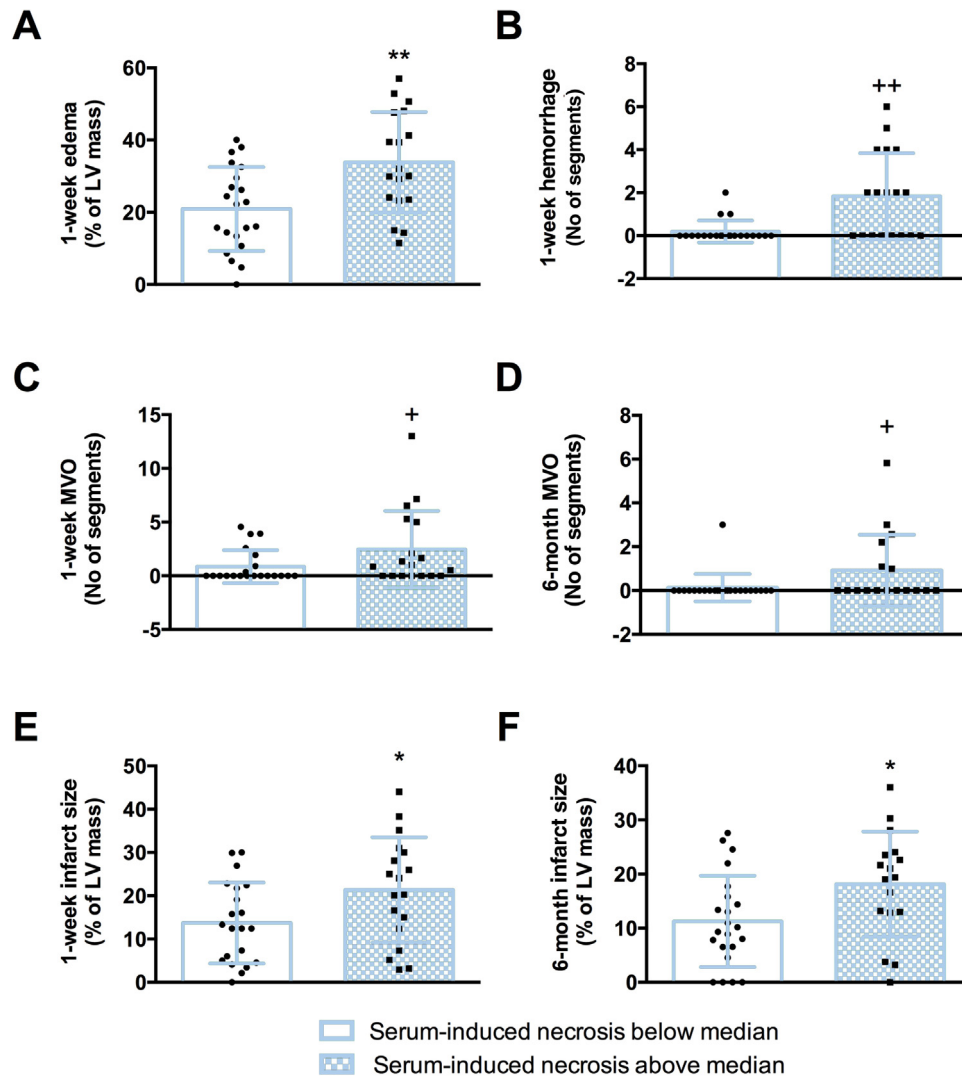 A
1-week edema
(% of LV mass)
60
40
20
0
**
B
1-week hemorrhage
(No of segments)
8
6
4
2
0
-2
++
C
1-week MVO
(No of segments)
15
10
5
0
-5
+
D
6-month MVO
(No of segments)
8
6
4
2
0
-2
+
E
1-week infarct size
(% of LV mass)
50
40
30
20
10
0
*
F
6-month infarct size
(% of LV mass)
40
30
20
10
0
*
Serum-induced necrosis below median
Serum-induced necrosis above median